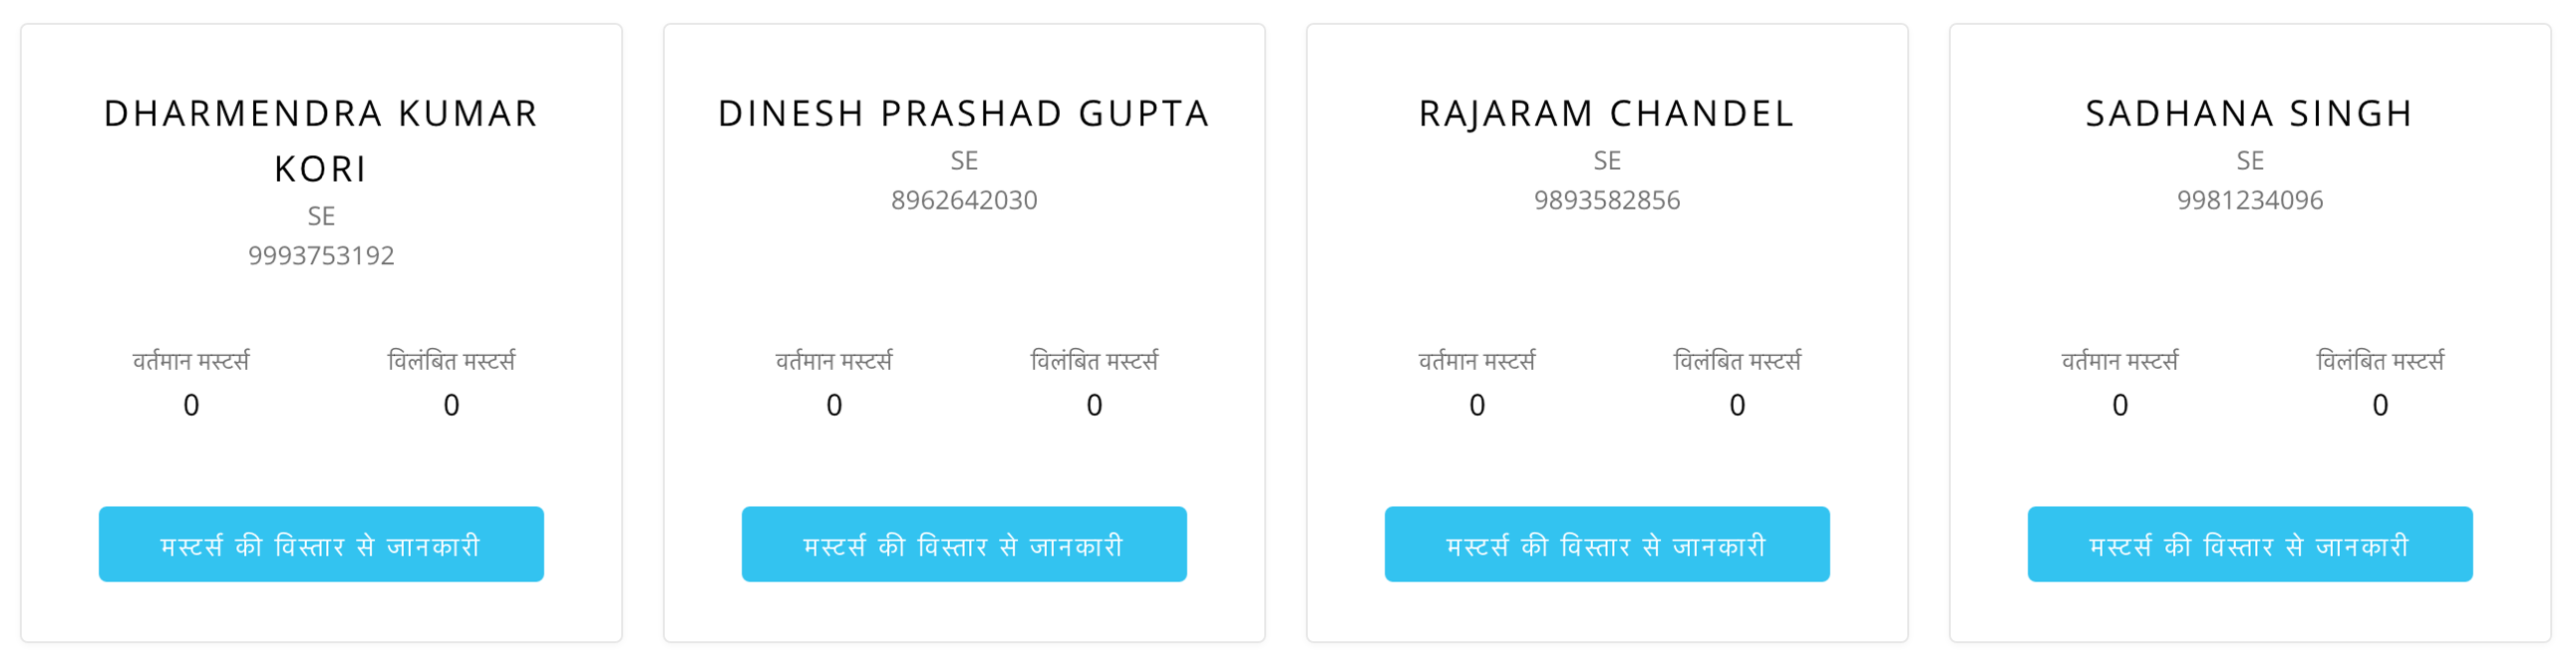 DHARMENDRA KUMAR
KORI
SE
9993753192
वर्तमान मस्टर्स
विलंबित मस्टर्स
0
0
मस्टर्स की विस्तार से जानकारी
DINESH PRASHAD GUPTA
SE
8962642030
वर्तमान मस्टर्स
विलंबित मस्टर्स
0
0
मस्टर्स की विस्तार से जानकारी
RAJARAM CHANDEL
SE
9893582856
वर्तमान मस्टर्स
विलंबित मस्टर्स
0
0
मस्टर्स की विस्तार से जानकारी
SADHANA SINGH
SE
9981234096
वर्तमान मस्टर्स
विलंबित मस्टर्स
0
0
मस्टर्स की विस्तार से जानकारी